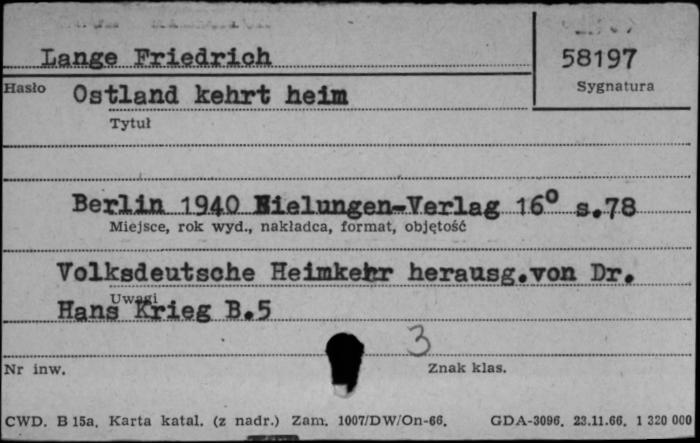 Lange Friedrich
58197
Hasło
Sygnatura
Ostland kehrt heim
Tytuł
Berlin 1940 Nielungen-Verlag 16° s.78
Miejsce, rok wyd., nakładca, format, objętość
Volksdeutsche Heimkehr herausg.von Dr.
Uwagi
Hans Krieg B.5
3
Nr inw.
Znak klas.
CWD. B 15a. Karta katal. (z nadr.) Zam. 1007/DW/On-66. GDA-3096. 23.11.66. 1 320 000